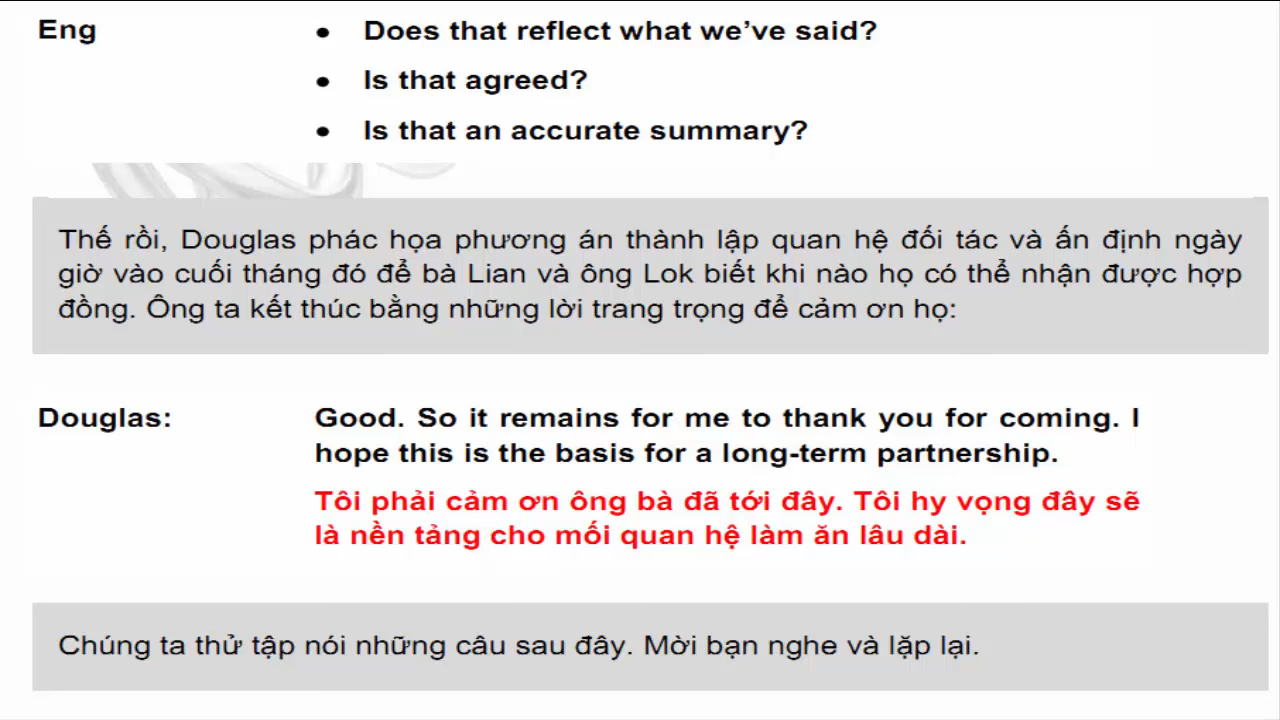 Eng
• Does that reflect what we’ve said?
• Is that agreed?
• Is that an accurate summary?
Thế rồi, Douglas phác họa phương án thành lập quan hệ đối tác và ấn định ngày
giờ vào cuối tháng đó để bà Lian và ông Lok biết khi nào họ có thể nhận được hợp
đồng. Ông ta kết thúc bằng những lời trang trọng để cảm ơn họ:
Douglas: Good. So it remains for me to thank you for coming. I
hope this is the basis for a long-term partnership.
Tôi phải cảm ơn ông bà đã tới đây. Tôi hy vọng đây sẽ
là nền tảng cho mối quan hệ làm ăn lâu dài.
Chúng ta thử tập nói những câu sau đây. Mời bạn nghe và lặp lại.